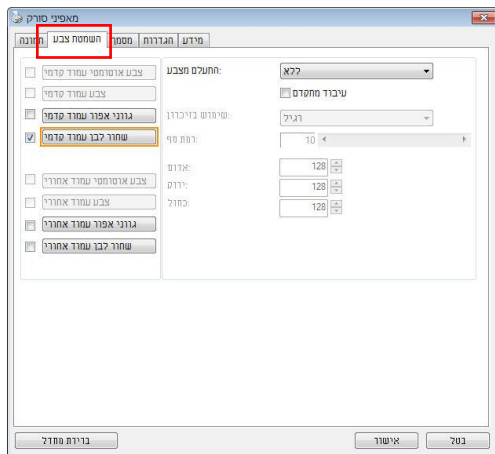 מאפיני סורק
תמונה השמטת צבע מסמך הגדרות מידע
צבע אוטומטי עמוד קדמי
צבע עמוד קדמי
גווני אפור עמוד קדמי
שחור לבן עמוד קדמי
צבע אוטומטי עמוד אחורי
צבע עמוד אחורי
גווני אפור עמוד אחורי
שחור לבן עמוד אחורי
התעלם מצבע:
ללא
עיבוד מתקדם
שימוש בזיכרון:
רגיל
רמת סף:
10
אדום:
128
ירוק:
128
כחול:
128
ברירת מחדל
אישור
בטל